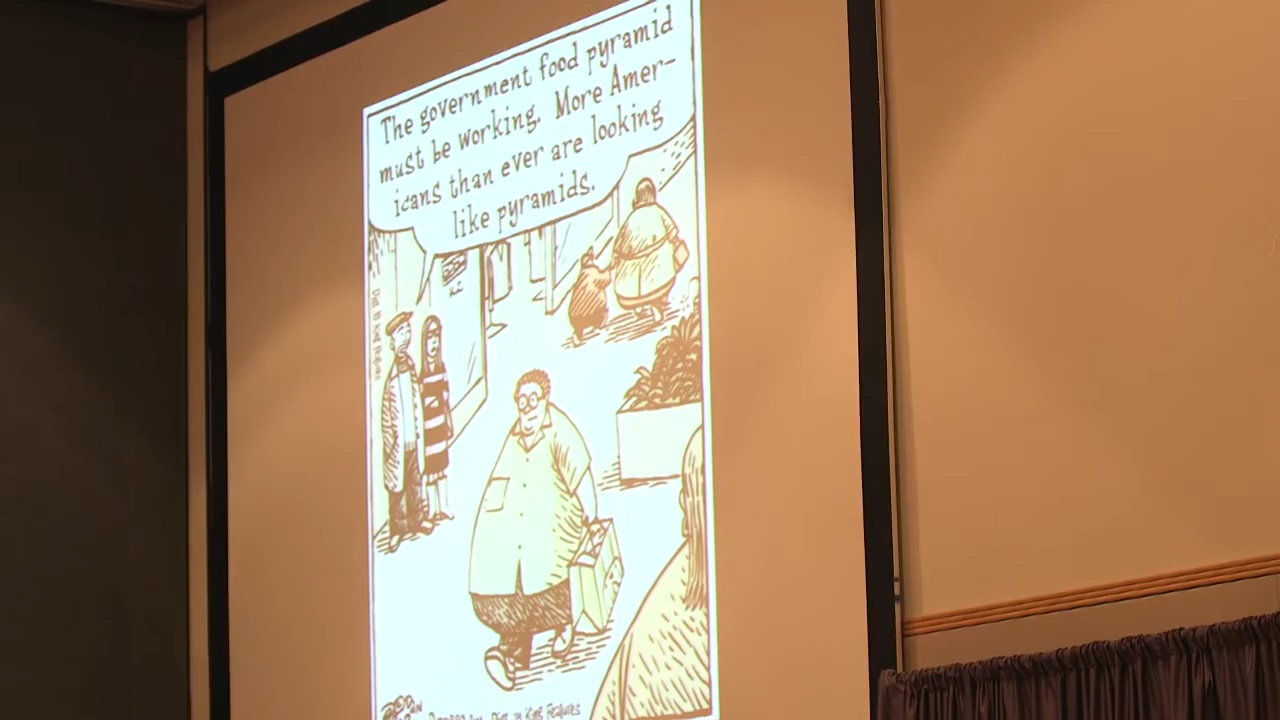 The government food pyramid
must be working. More Amer-
icans than ever are looking
like pyramids.